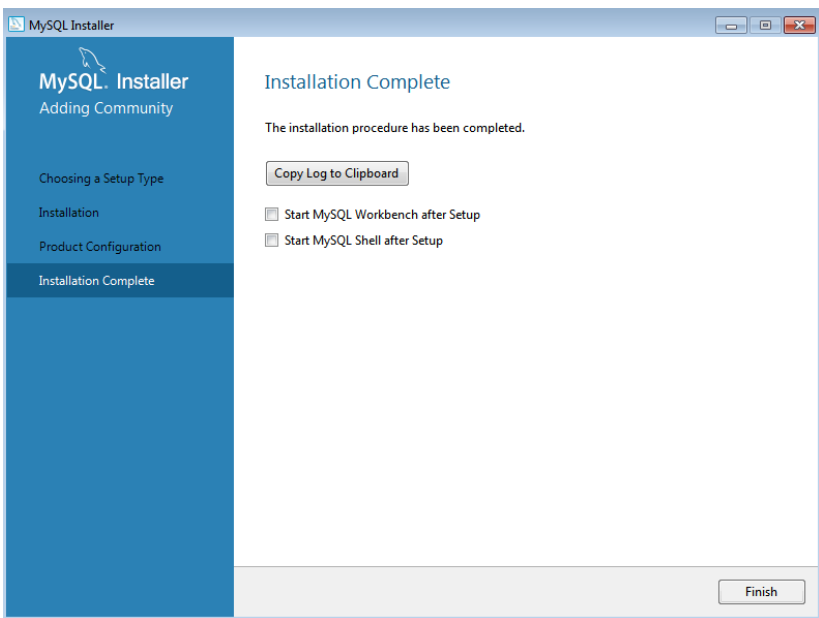 MySQL Installer
MySQL. Installer
Adding Community
Choosing a Setup Type
Installation
Product Configuration
Installation Complete
Installation Complete
The installation procedure has been completed.
Copy Log to Clipboard
Start MySQL Workbench after Setup
Start MySQL Shell after Setup
Finish